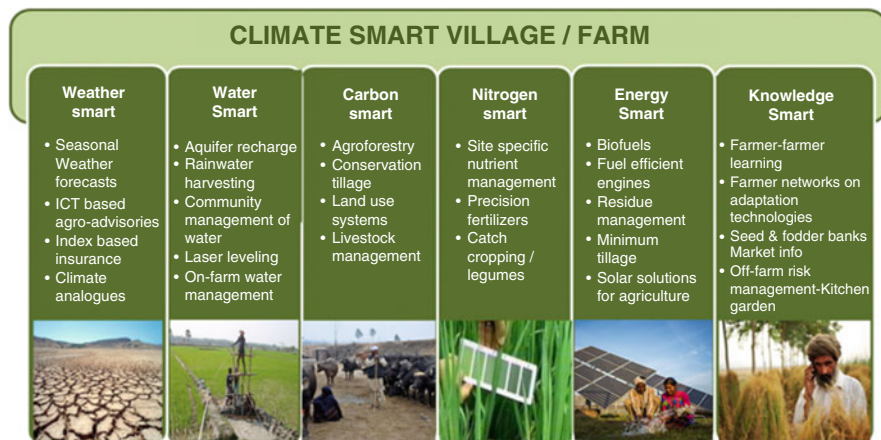 CLIMATE SMART VILLAGE / FARM
Weather
smart
• Seasonal
Weather
forecasts
• ICT based
agro-advisories
• Index based
insurance
• Climate
analogues
Water
Smart
• Aquifer recharge
• Rainwater
harvesting
• Community
management of
water
• Laser leveling
• On-farm water
management
Carbon
smart
• Agroforestry
• Conservation
tillage
• Land use
systems
• Livestock
management
Nitrogen
smart
• Site specific
nutrient
management
• Precision
fertilizers
• Catch
cropping /
legumes
Energy
Smart
• Biofuels
• Fuel efficient
engines
• Residue
management
• Minimum
tillage
• Solar solutions
for agriculture
Knowledge
Smart
• Farmer-farmer
learning
• Farmer networks on
adaptation
technologies
• Seed & fodder banks
Market info
• Off-farm risk
management-Kitchen
garden